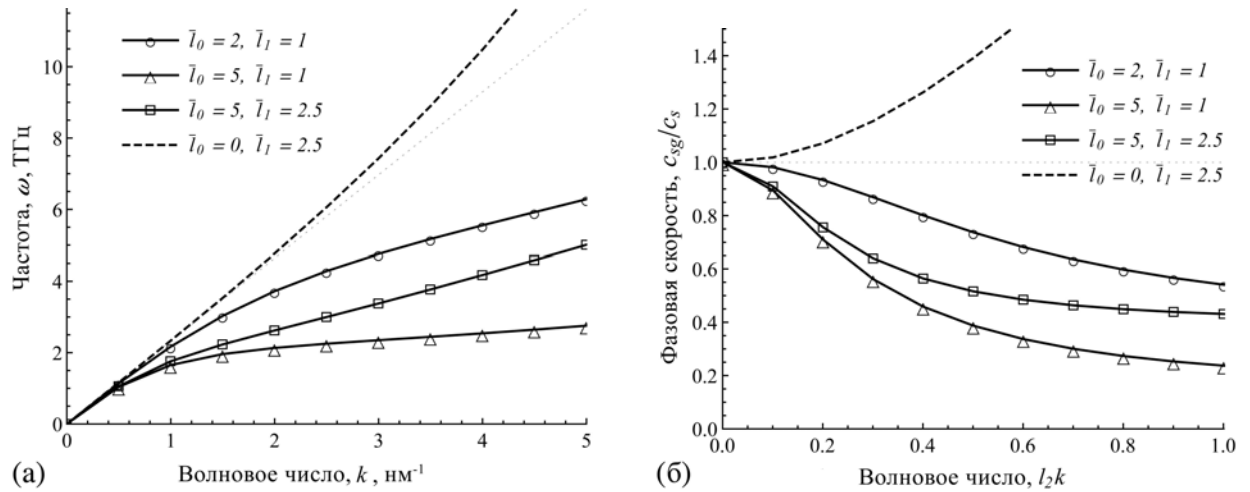 10
8
6
4
2
0
Частота, ω, ТГц
l̄₀ = 2, l̄₁ = 1
l̄₀ = 5, l̄₁ = 1
l̄₀ = 5, l̄₁ = 2.5
l̄₀ = 0, l̄₁ = 2.5
0 1 2 3 4 5
(а) Волновое число, k , нм⁻¹
1.4
1.2
1.0
0.8
0.6
0.4
0.2
0.0
Фазовая скорость, c_sg/c_s
l̄₀ = 2, l̄₁ = 1
l̄₀ = 5, l̄₁ = 1
l̄₀ = 5, l̄₁ = 2.5
l̄₀ = 0, l̄₁ = 2.5
0.0 0.2 0.4 0.6 0.8 1.0
(б) Волновое число, l₂k